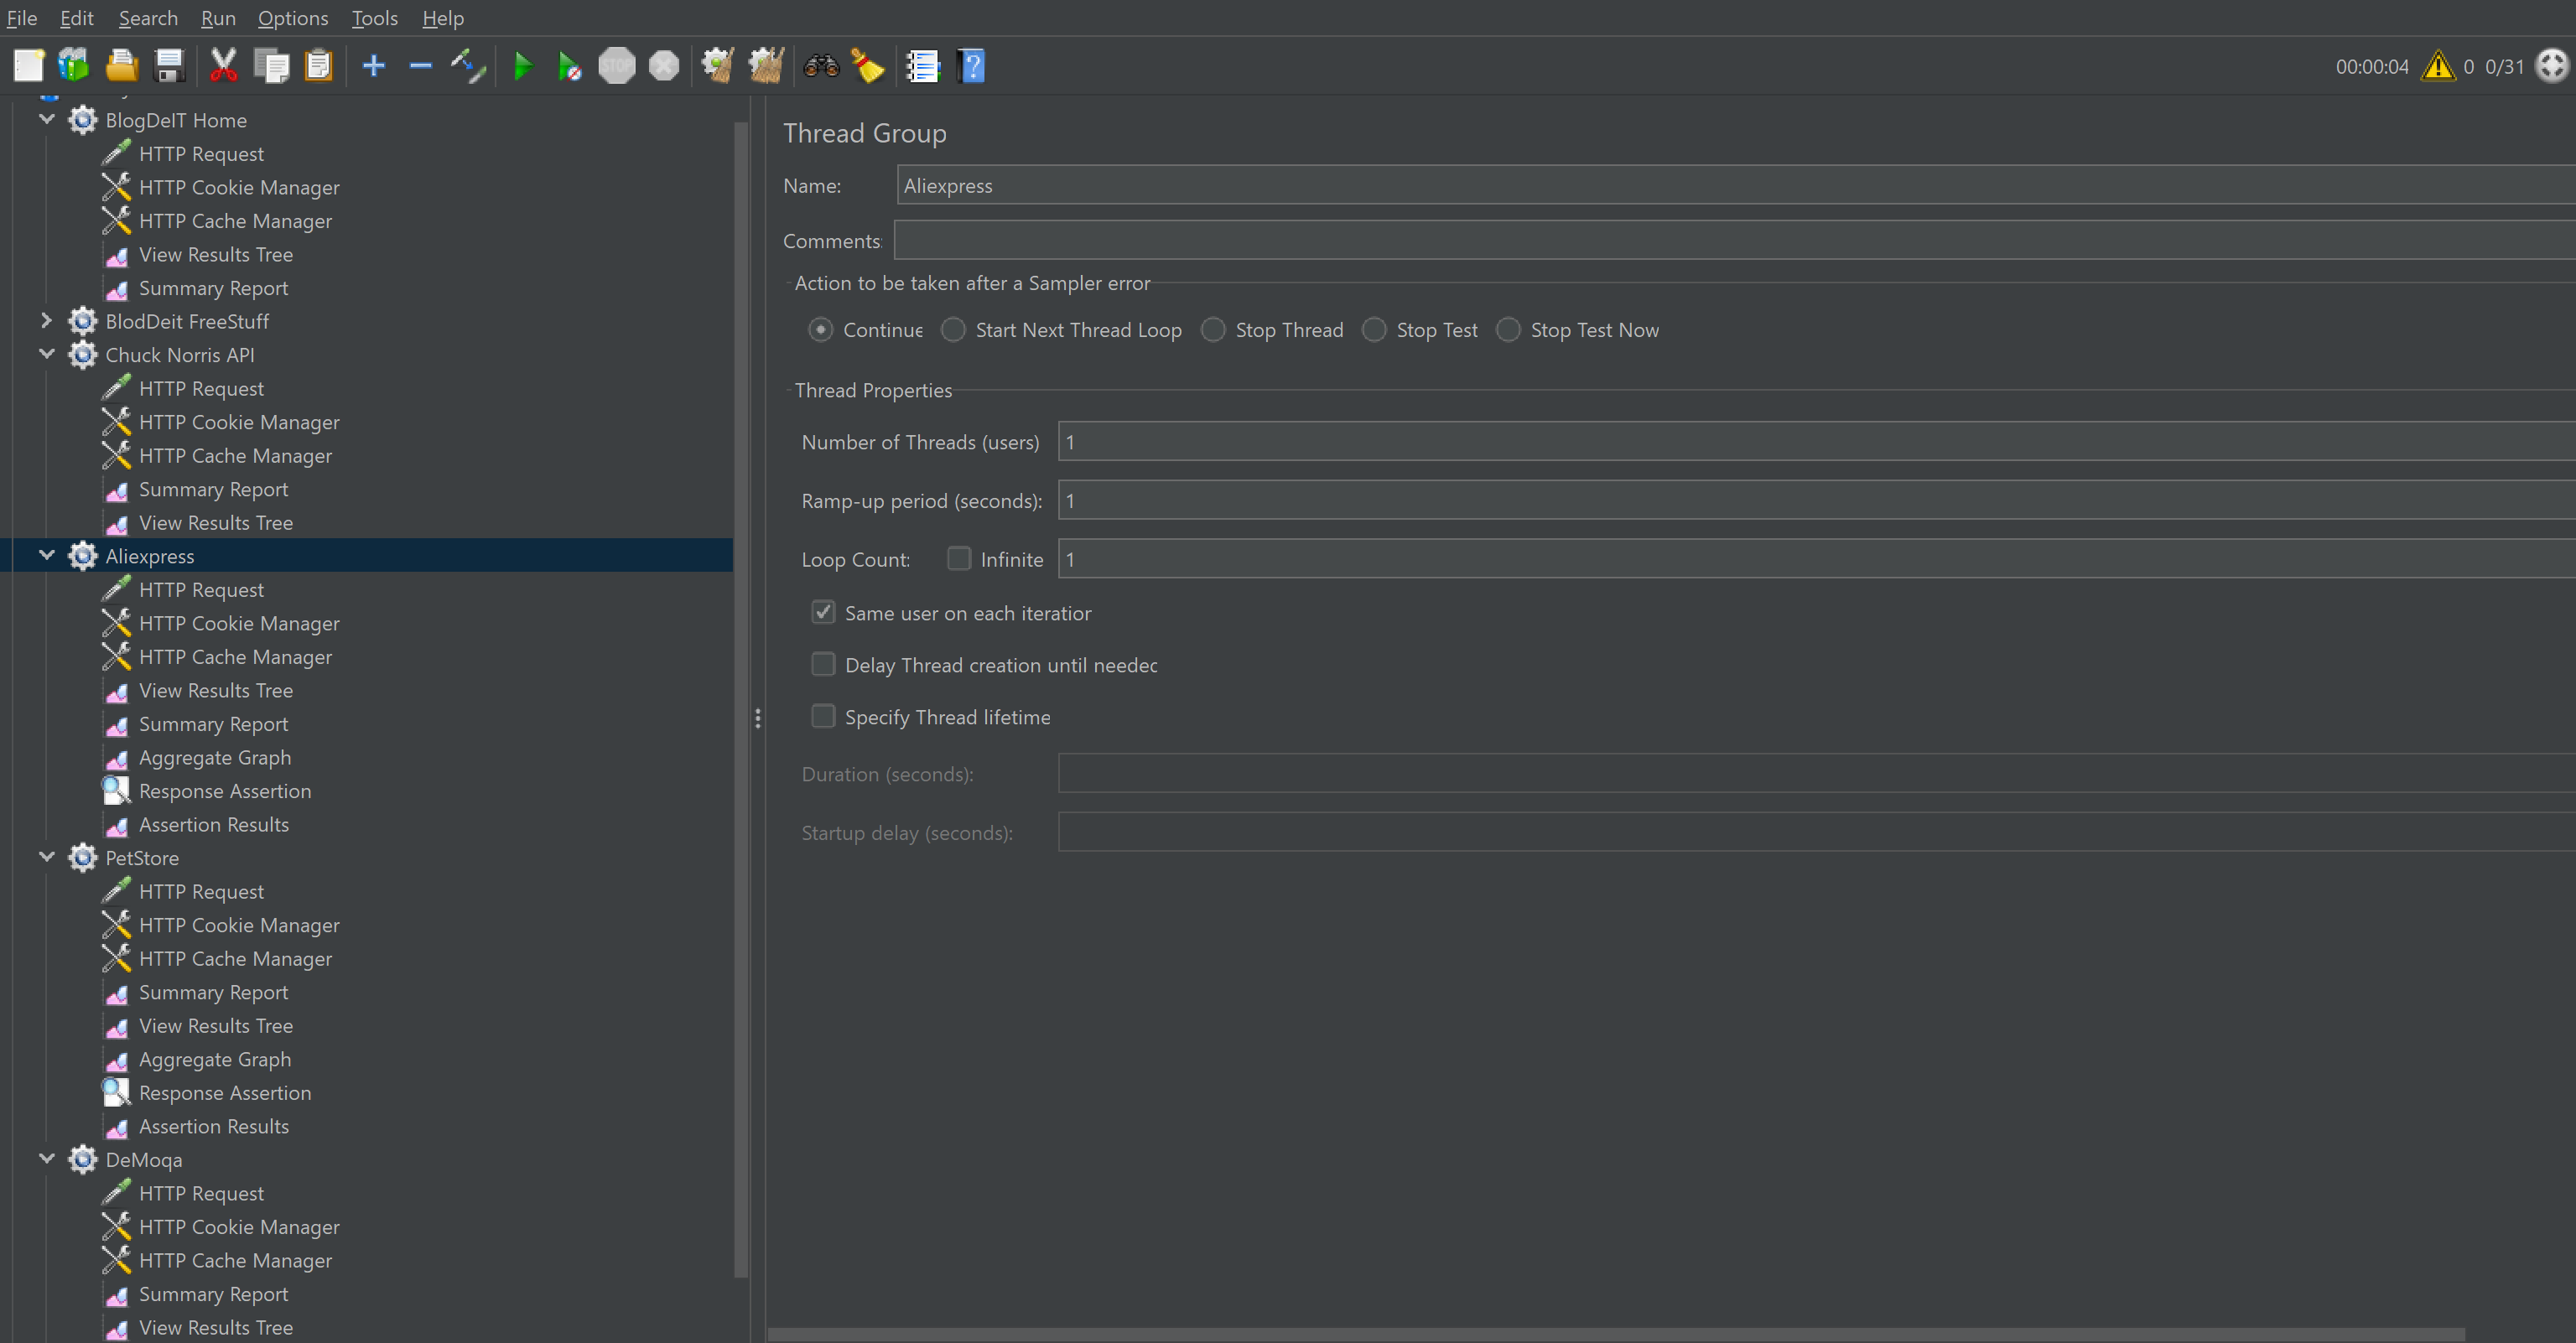 File Edit Search Run Options Tools Help
STOP
00:00:04 0 0/31
BlogDeIT Home
HTTP Request
HTTP Cookie Manager
HTTP Cache Manager
View Results Tree
Summary Report
BlodDeit FreeStuff
Chuck Norris API
HTTP Request
HTTP Cookie Manager
HTTP Cache Manager
Summary Report
View Results Tree
Aliexpress
HTTP Request
HTTP Cookie Manager
HTTP Cache Manager
View Results Tree
Summary Report
Aggregate Graph
Response Assertion
Assertion Results
PetStore
HTTP Request
HTTP Cookie Manager
HTTP Cache Manager
Summary Report
View Results Tree
Aggregate Graph
Response Assertion
Assertion Results
DeMoqa
HTTP Request
HTTP Cookie Manager
HTTP Cache Manager
Summary Report
View Results Tree
Thread Group
Name: Aliexpress
Comments:
Action to be taken after a Sampler error
Continue Start Next Thread Loop Stop Thread Stop Test Stop Test Now
Thread Properties
Number of Threads (users) 1
Ramp-up period (seconds): 1
Loop Count: Infinite 1
Same user on each iteration
Delay Thread creation until needed
Specify Thread lifetime
Duration (seconds):
Startup delay (seconds):